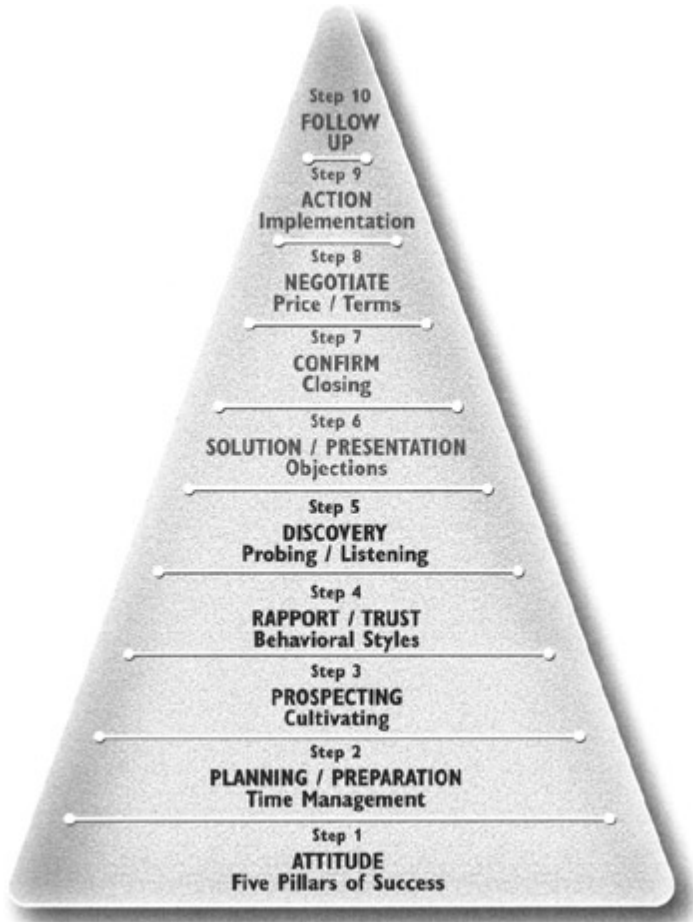 Step 10
FOLLOW
UP
Step 9
ACTION
Implementation
Step 8
NEGOTIATE
Price / Terms
Step 7
CONFIRM
Closing
Step 6
SOLUTION / PRESENTATION
Objections
Step 5
DISCOVERY
Probing / Listening
Step 4
RAPPORT / TRUST
Behavioral Styles
Step 3
PROSPECTING
Cultivating
Step 2
PLANNING / PREPARATION
Time Management
Step 1
ATTITUDE
Five Pillars of Success